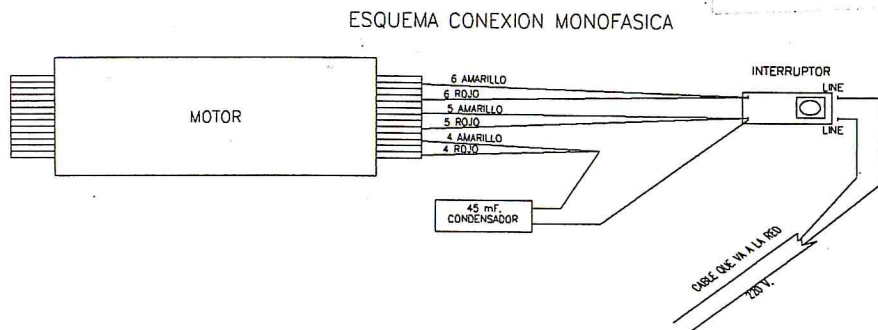 ESQUEMA CONEXION MONOFASICA
MOTOR
6 AMARILLO
6 ROJO
5 AMARILLO
5 ROJO
4 AMARILLO
4 ROJO
INTERRUPTOR
LINE
LINE
45 mF.
CONDENSADOR
CABLE QUE VA A LA RED
220 V.